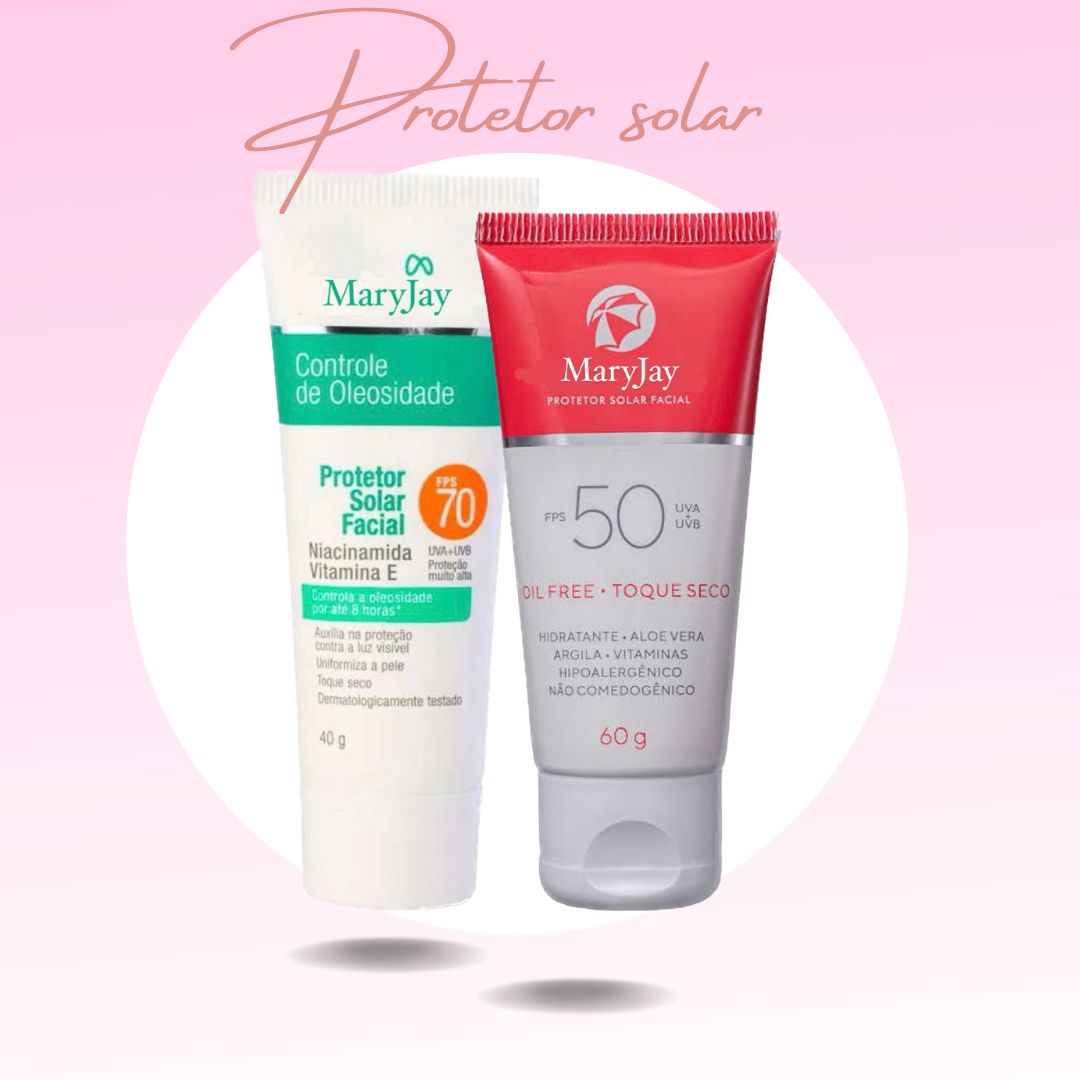 Protetor solar
MaryJay
Controle
de Oleosidade
Protetor
Solar
Facial
FPS
70
Niacinamida
Vitamina E
UVA+UVB
Proteção
muito alta
Controla a oleosidade
por até 8 horas*
Auxilia na proteção
contra a luz visível
Uniformiza a pele
Toque seco
Dermatologicamente testado
40 g
MaryJay
PROTETOR SOLAR FACIAL
FPS 50 UVA
+
UVB
OIL FREE • TOQUE SECO
HIDRATANTE • ALOE VERA
ARGILA • VITAMINAS
HIPOALERGÊNICO
NÃO COMEDOGÊNICO
60 g